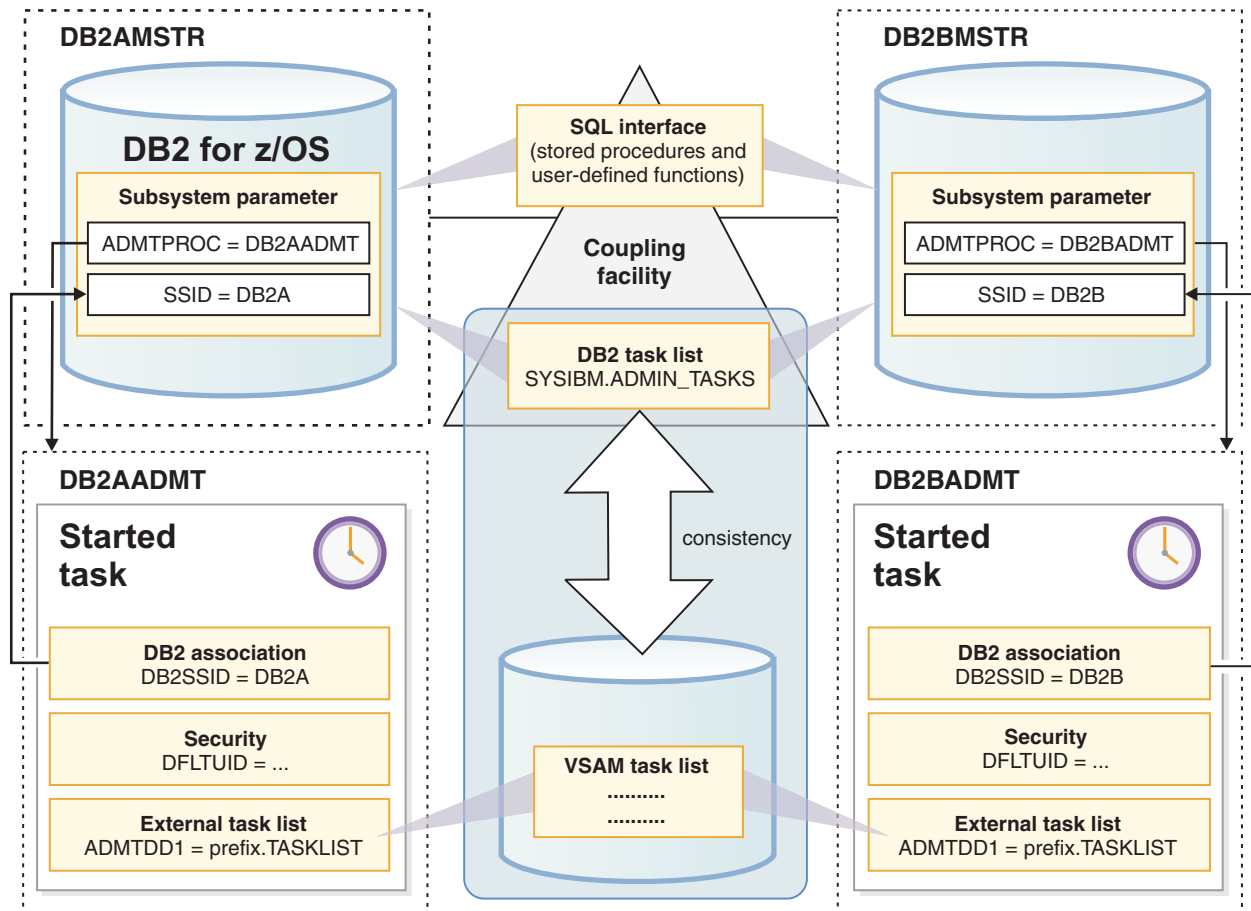 DB2AMSTR
DB2 for z/OS
Subsystem parameter
ADMTPROC = DB2AADMT
SSID = DB2A
SQL interface
(stored procedures and
user-defined functions)
Coupling
facility
DB2 task list
SYSIBM.ADMIN_TASKS
DB2BMSTR
Subsystem parameter
ADMTPROC = DB2BADMT
SSID = DB2B
DB2AADMT
Started
task
DB2 association
DB2SSID = DB2A
Security
DFLTUID = ...
External task list
ADMTDD1 = prefix.TASKLIST
consistency
VSAM task list
..........
..........
DB2BADMT
Started
task
DB2 association
DB2SSID = DB2B
Security
DFLTUID = ...
External task list
ADMTDD1 = prefix.TASKLIST